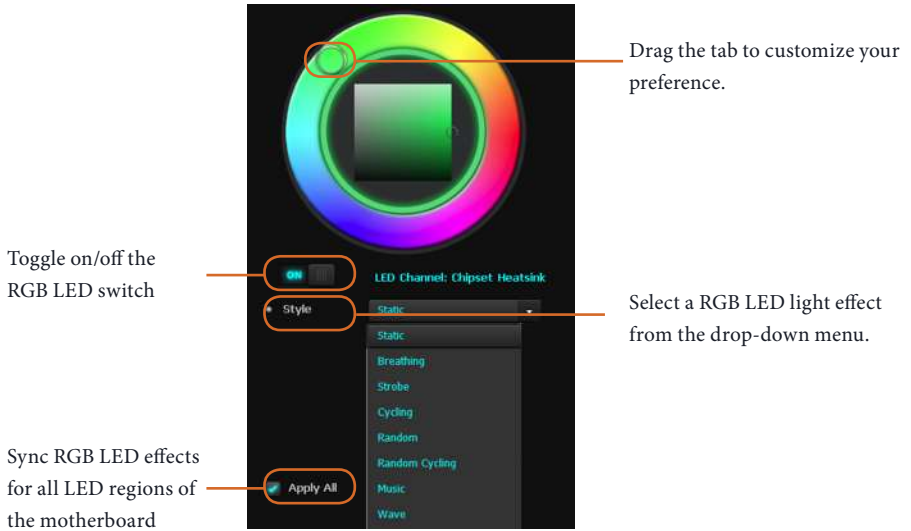 Drag the tab to customize your
preference.
Toggle on/off the
RGB LED switch
ON
LED Channel: Chipset Heatsink
Style
Static
Select a RGB LED light effect
from the drop-down menu.
Static
Breathing
Strobe
Cycling
Random
Random Cycling
Music
Wave
Sync RGB LED effects
for all LED regions of
the motherboard
Apply All